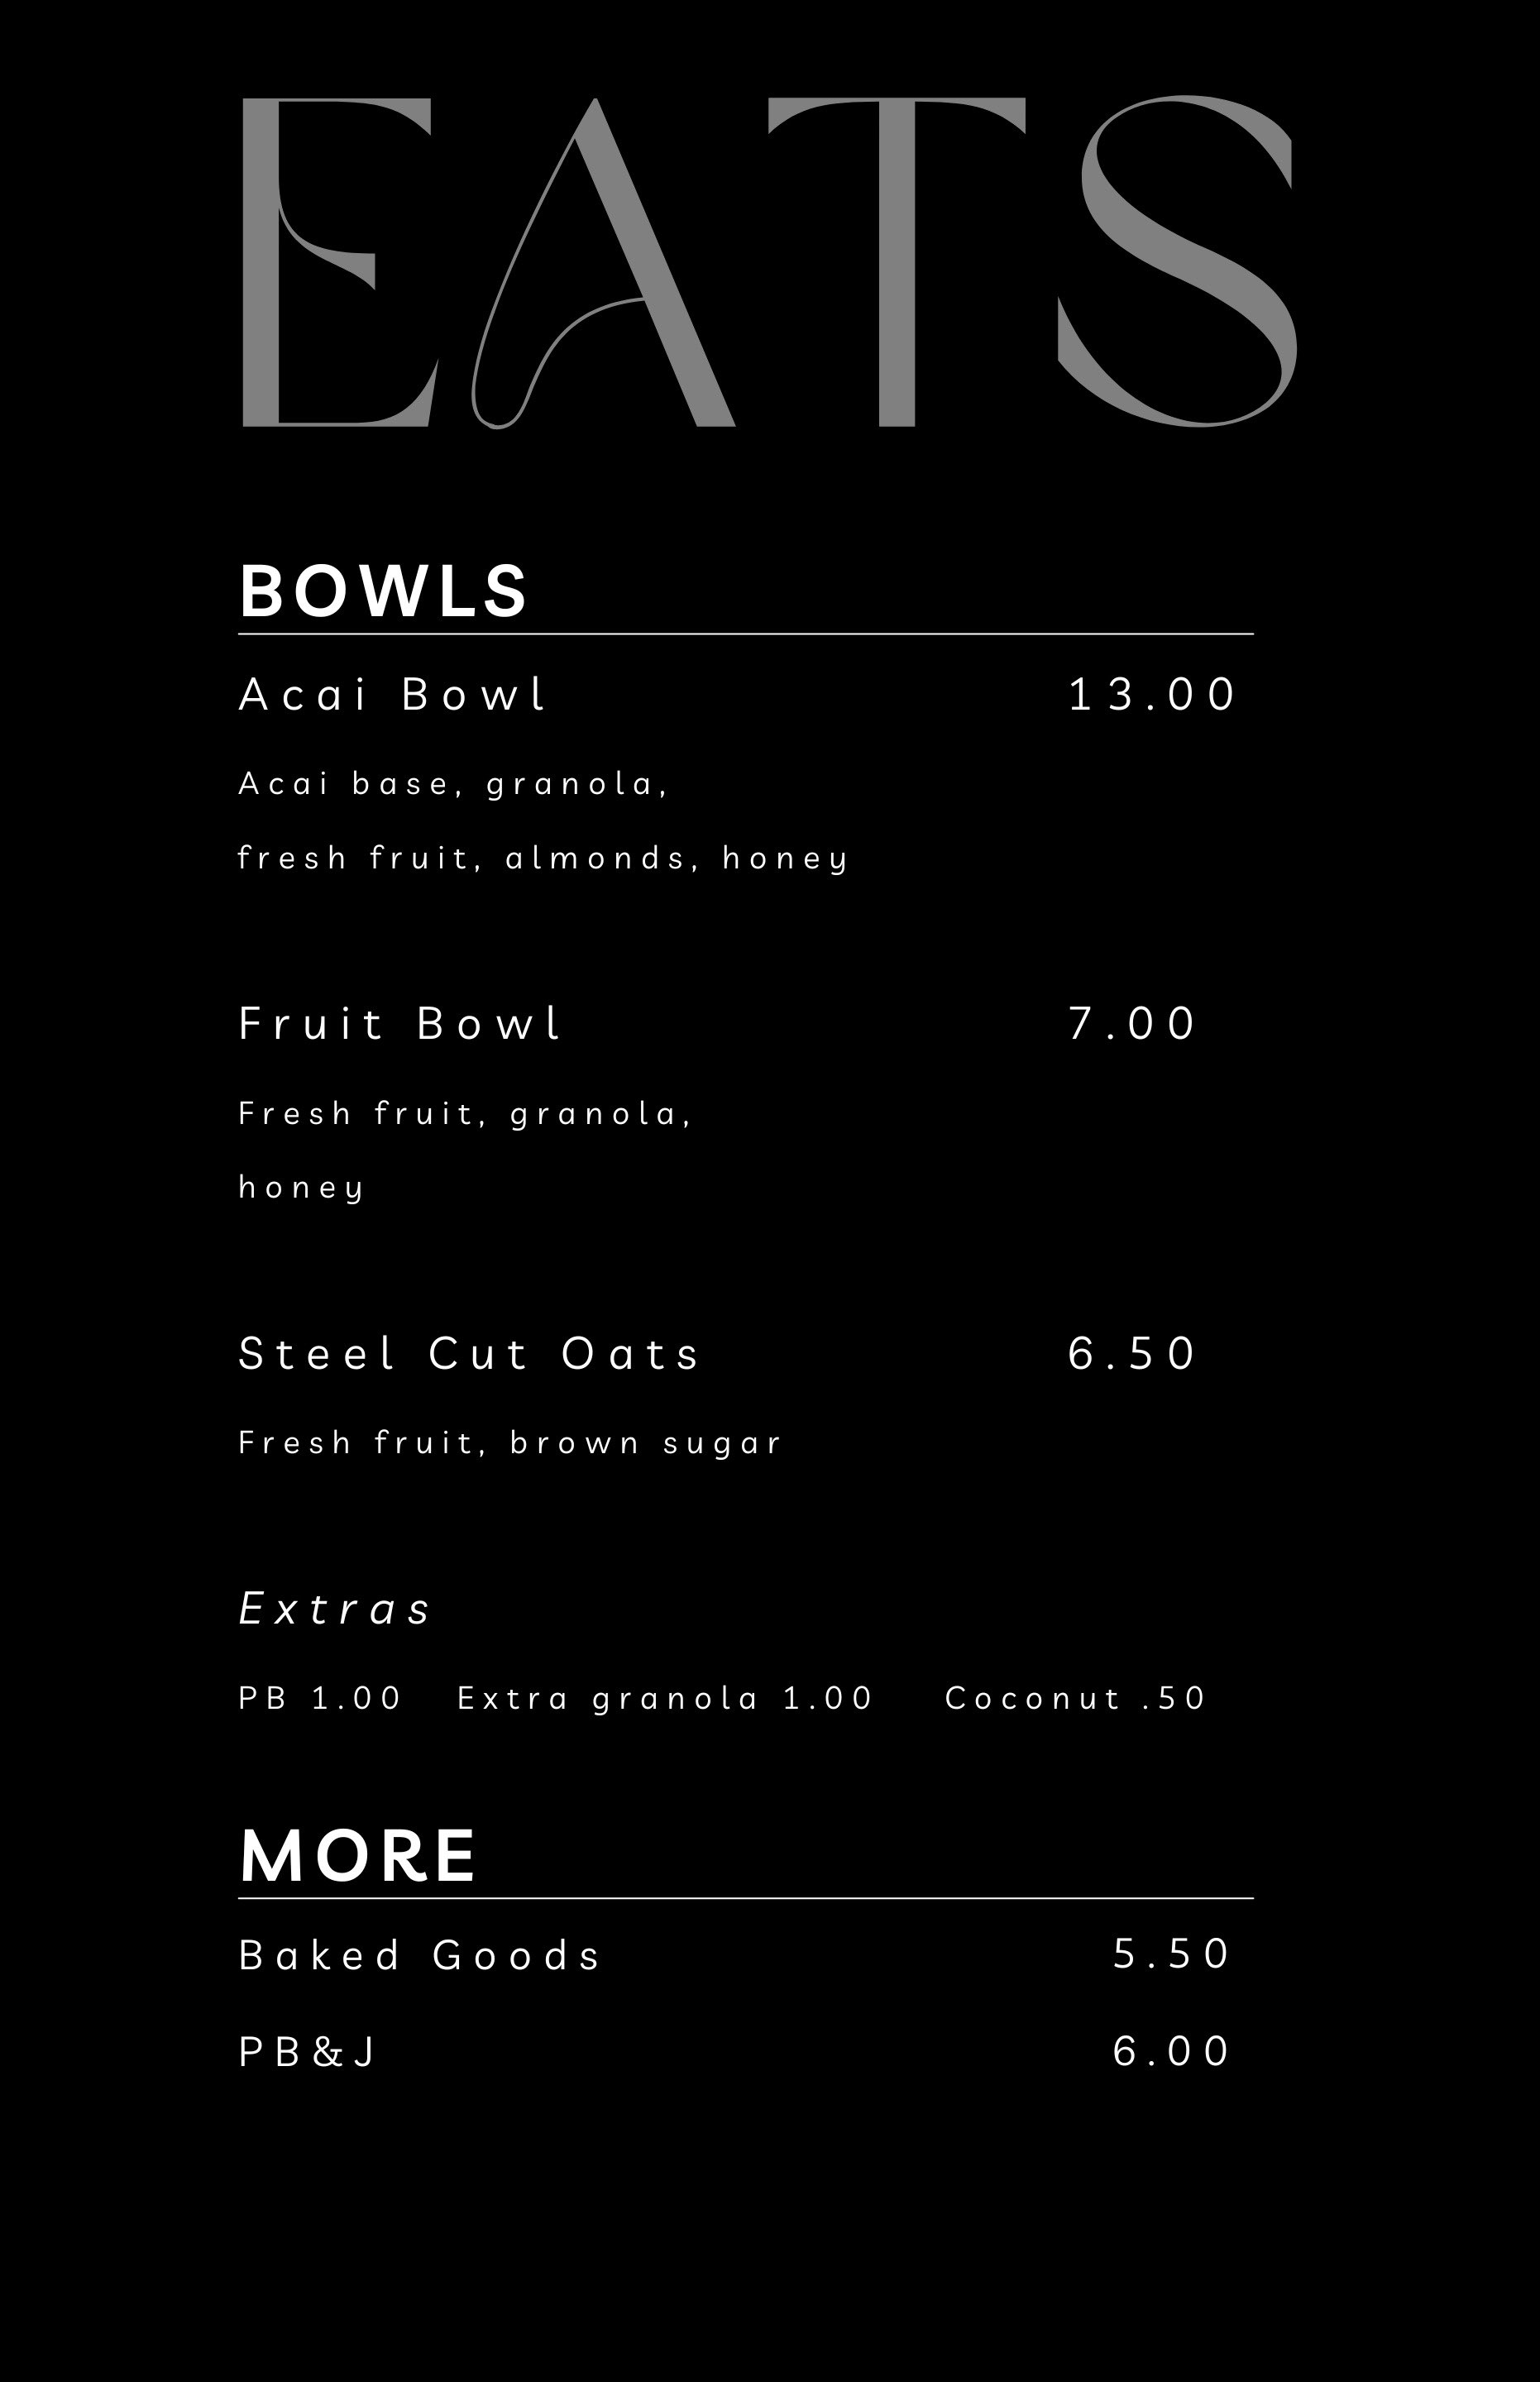 EATS
BOWLS
Acai Bowl 13.00
Acai base, granola,
fresh fruit, almonds, honey
Fruit Bowl 7.00
Fresh fruit, granola,
honey
Steel Cut Oats 6.50
Fresh fruit, brown sugar
Extras
PB 1.00 Extra granola 1.00 Coconut .50
MORE
Baked Goods 5.50
PB&J 6.00